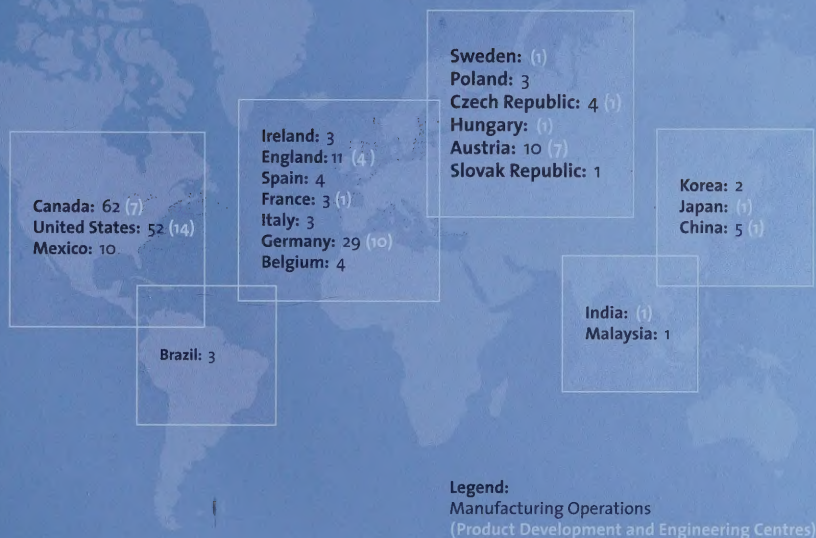 Canada: 62 (7)
United States: 52 (14)
Mexico: 10
Brazil: 3
Ireland: 3
England: 11 (4)
Spain: 4
France: 3 (1)
Italy: 3
Germany: 29 (10)
Belgium: 4
Sweden: (1)
Poland: 3
Czech Republic: 4 (1)
Hungary: (1)
Austria: 10 (7)
Slovak Republic: 1
Korea: 2
Japan: (1)
China: 5 (1)
India: (1)
Malaysia: 1
Legend:
Manufacturing Operations
(Product Development and Engineering Centres)